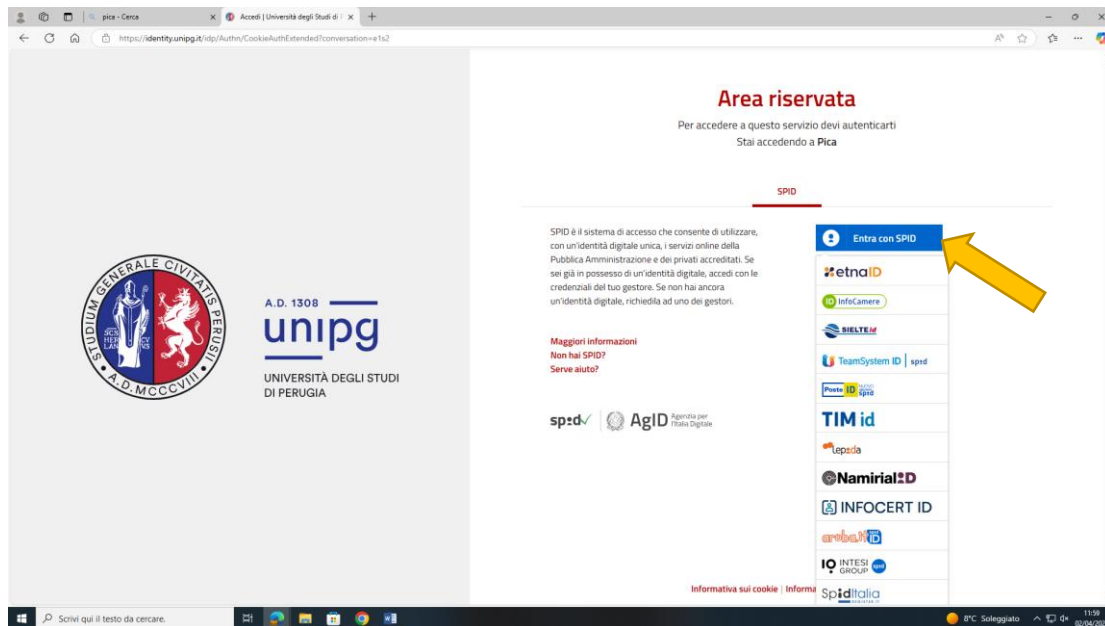 pica - Cerca
Accedi | Università degli Studi di
https://identity.unipg.it/idp/Authn/CookieAuthExtended?conversation=e1s2
Area riservata
Per accedere a questo servizio devi autenticarti
Stai accedendo a Pica
SPID
SPID è il sistema di accesso che consente di utilizzare,
con un'identità digitale unica, i servizi online della
Pubblica Amministrazione e dei privati accreditati. Se
sei già in possesso di un'identità digitale, accedi con le
credenziali del tuo gestore. Se non hai ancora
un'identità digitale, richiedila ad uno dei gestori.
Maggiori informazioni
Non hai SPID?
Serve aiuto?
spid
AgID Agenzia per
l'Italia Digitale
Entra con SPID
etnaID
ID InfoCamere
SIELTE id
TeamSystem ID | spid
Poste ID NUOVO spid
TIM id
lepida
Namirial ID
INFOCERT ID
aruba.it ID
IQ INTESI GROUP spid
SpidItalia
STUDIUM GENERALE CIVITATIS PERUSII
A.D. MCCCVIII
A.D. 1308
unipg
UNIVERSITÀ DEGLI STUDI
DI PERUGIA
Informativa sui cookie | Informa
Scrivi qui il testo da cercare.
8°C Soleggiato
11:59